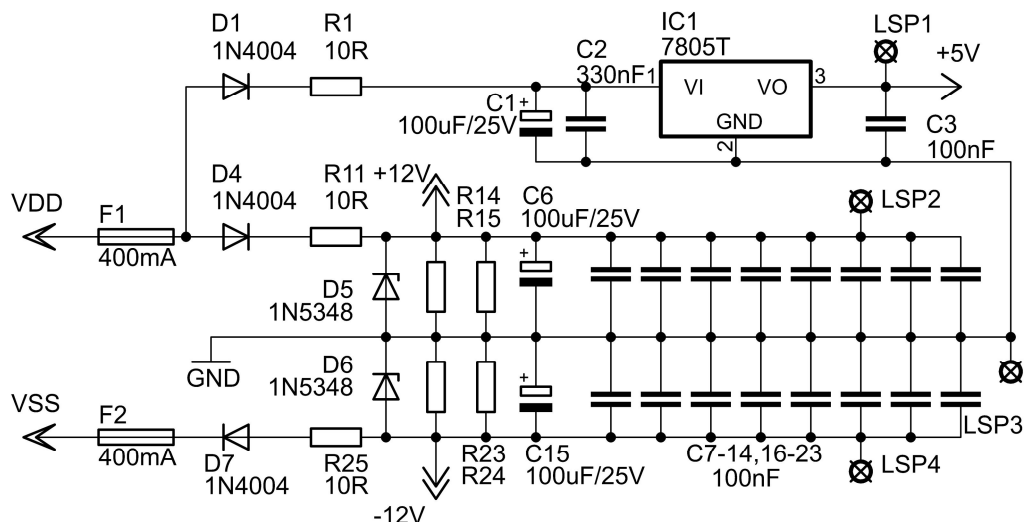 D1
1N4004
R1
10R
C2
330nF
IC1
7805T
1
VI
VO
3
GND
2
LSP1
+5V
C1
+
100uF/25V
C3
100nF
VDD
F1
400mA
D4
1N4004
R11
10R
+12V
R14
R15
C6
100uF/25V
+
LSP2
D5
1N5348
GND
D6
1N5348
+
VSS
F2
400mA
D7
1N4004
R25
10R
-12V
R23
R24
C15
100uF/25V
C7-14,16-23
100nF
LSP3
LSP4